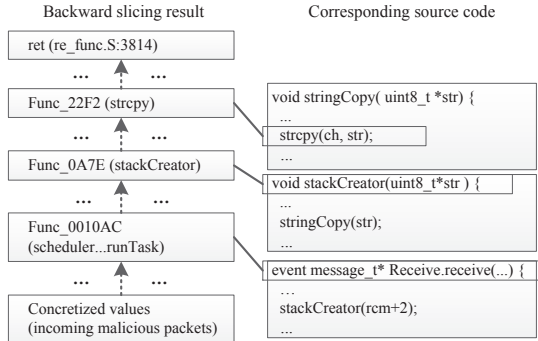 Backward slicing result
Corresponding source code
ret (re_func.S:3814)
... ...
Func_22F2 (strcpy)
... ...
Func_0A7E (stackCreator)
... ...
Func_0010AC
(scheduler...runTask)
... ...
Concretized values
(incoming malicious packets)
void stringCopy( uint8_t *str) {
...
strcpy(ch, str);
...
void stackCreator(uint8_t*str ) {
...
stringCopy(str);
...
event message_t* Receive.receive(...) {
...
stackCreator(rcm+2);
...